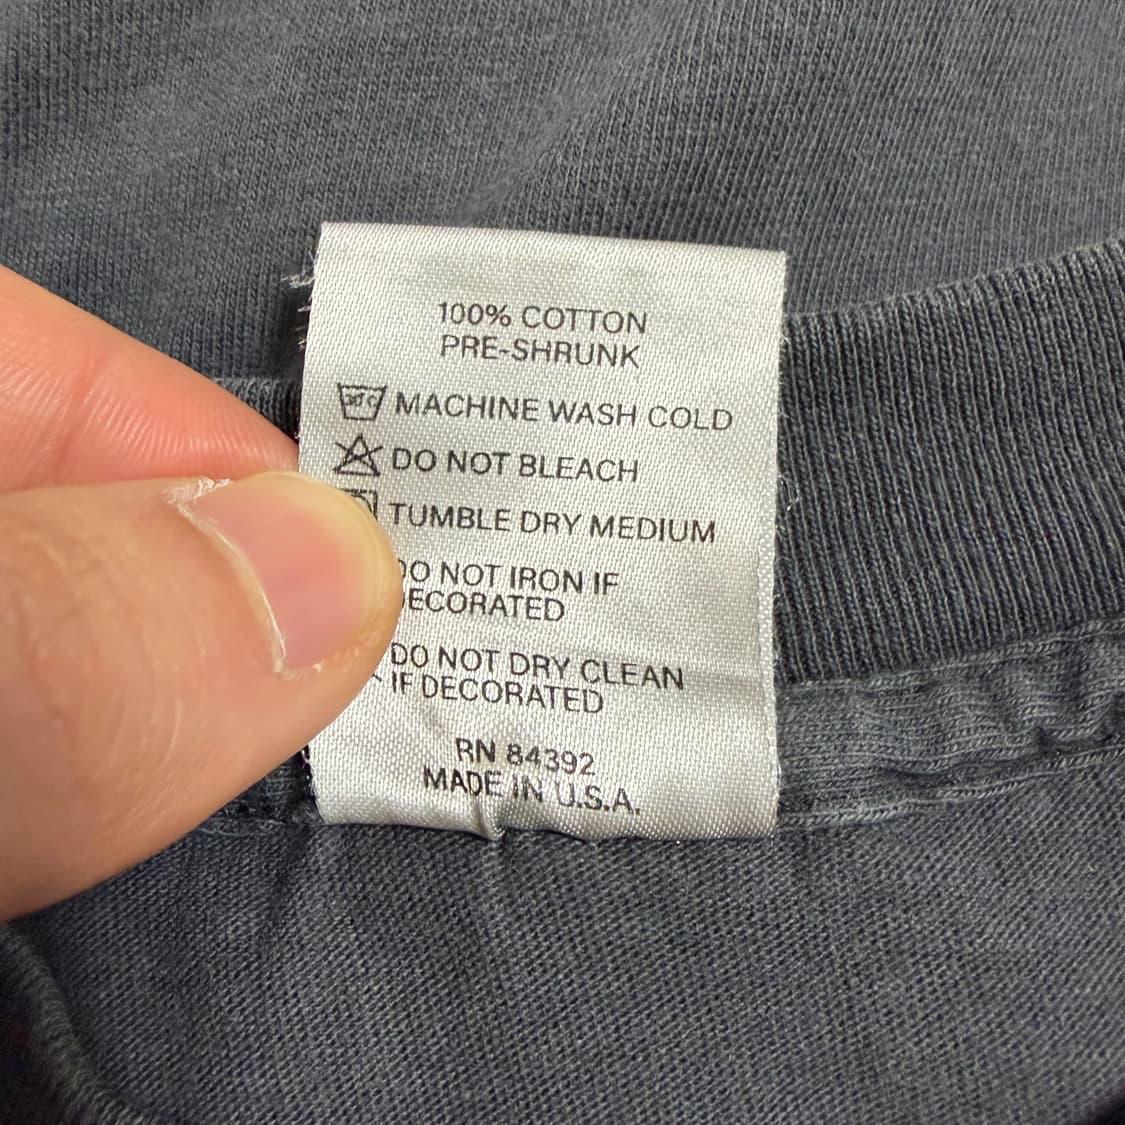 100% COTTON
PRE-SHRUNK
MACHINE WASH COLD
DO NOT BLEACH
TUMBLE DRY MEDIUM
DO NOT IRON IF
DECORATED
DO NOT DRY CLEAN
IF DECORATED
RN 84392
MADE IN U.S.A.